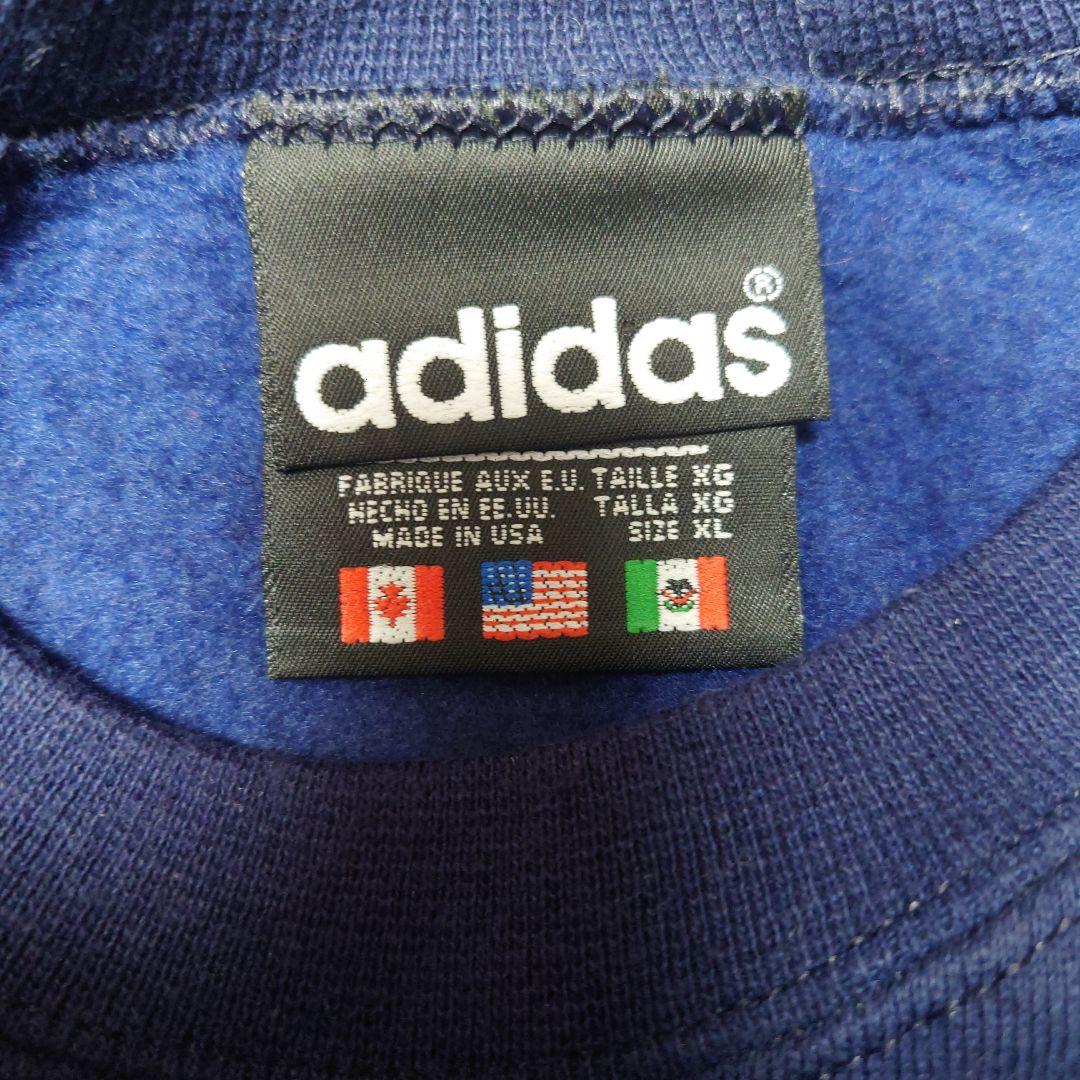 adidas®
FABRIQUE AUX E.U. TAILLE XG
HECHO EN EE.UU. TALLA XG
MADE IN USA SIZE XL